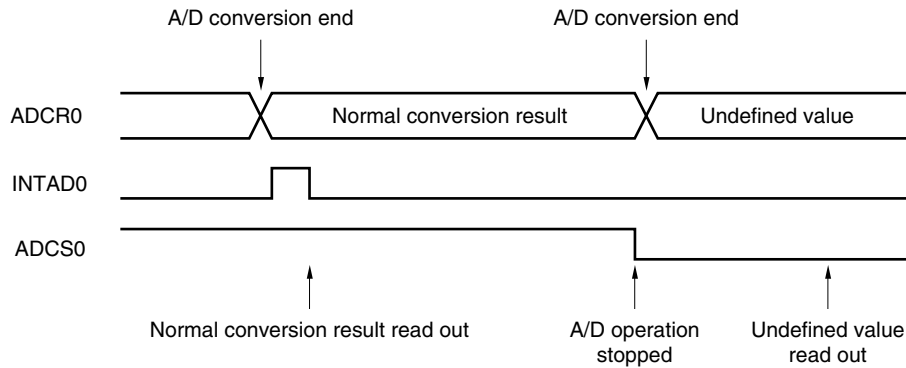 A/D conversion end A/D conversion end
ADCR0 Normal conversion result Undefined value
INTAD0
ADCS0
Normal conversion result read out A/D operation Undefined value
stopped read out